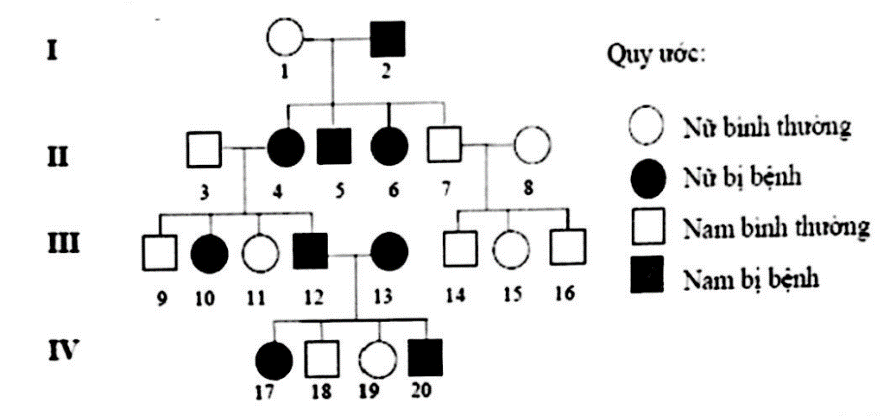 I
1 2
Quy ước:
Nữ bình thường
II
3 4 5 6 7 8
Nữ bị bệnh
III
Nam bình thường
9 10 11 12 13 14 15 16
Nam bị bệnh
IV
17 18 19 20